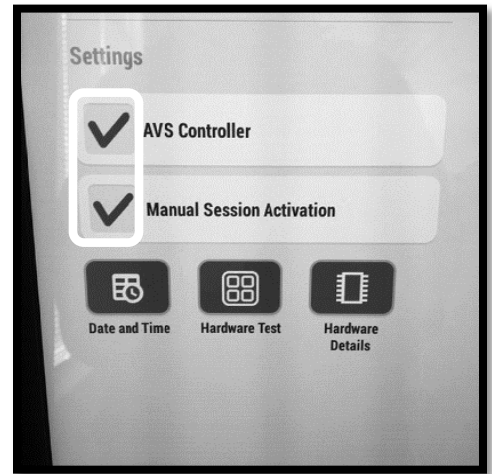 Settings
AVS Controller
Manual Session Activation
Date and Time
Hardware Test
Hardware
Details